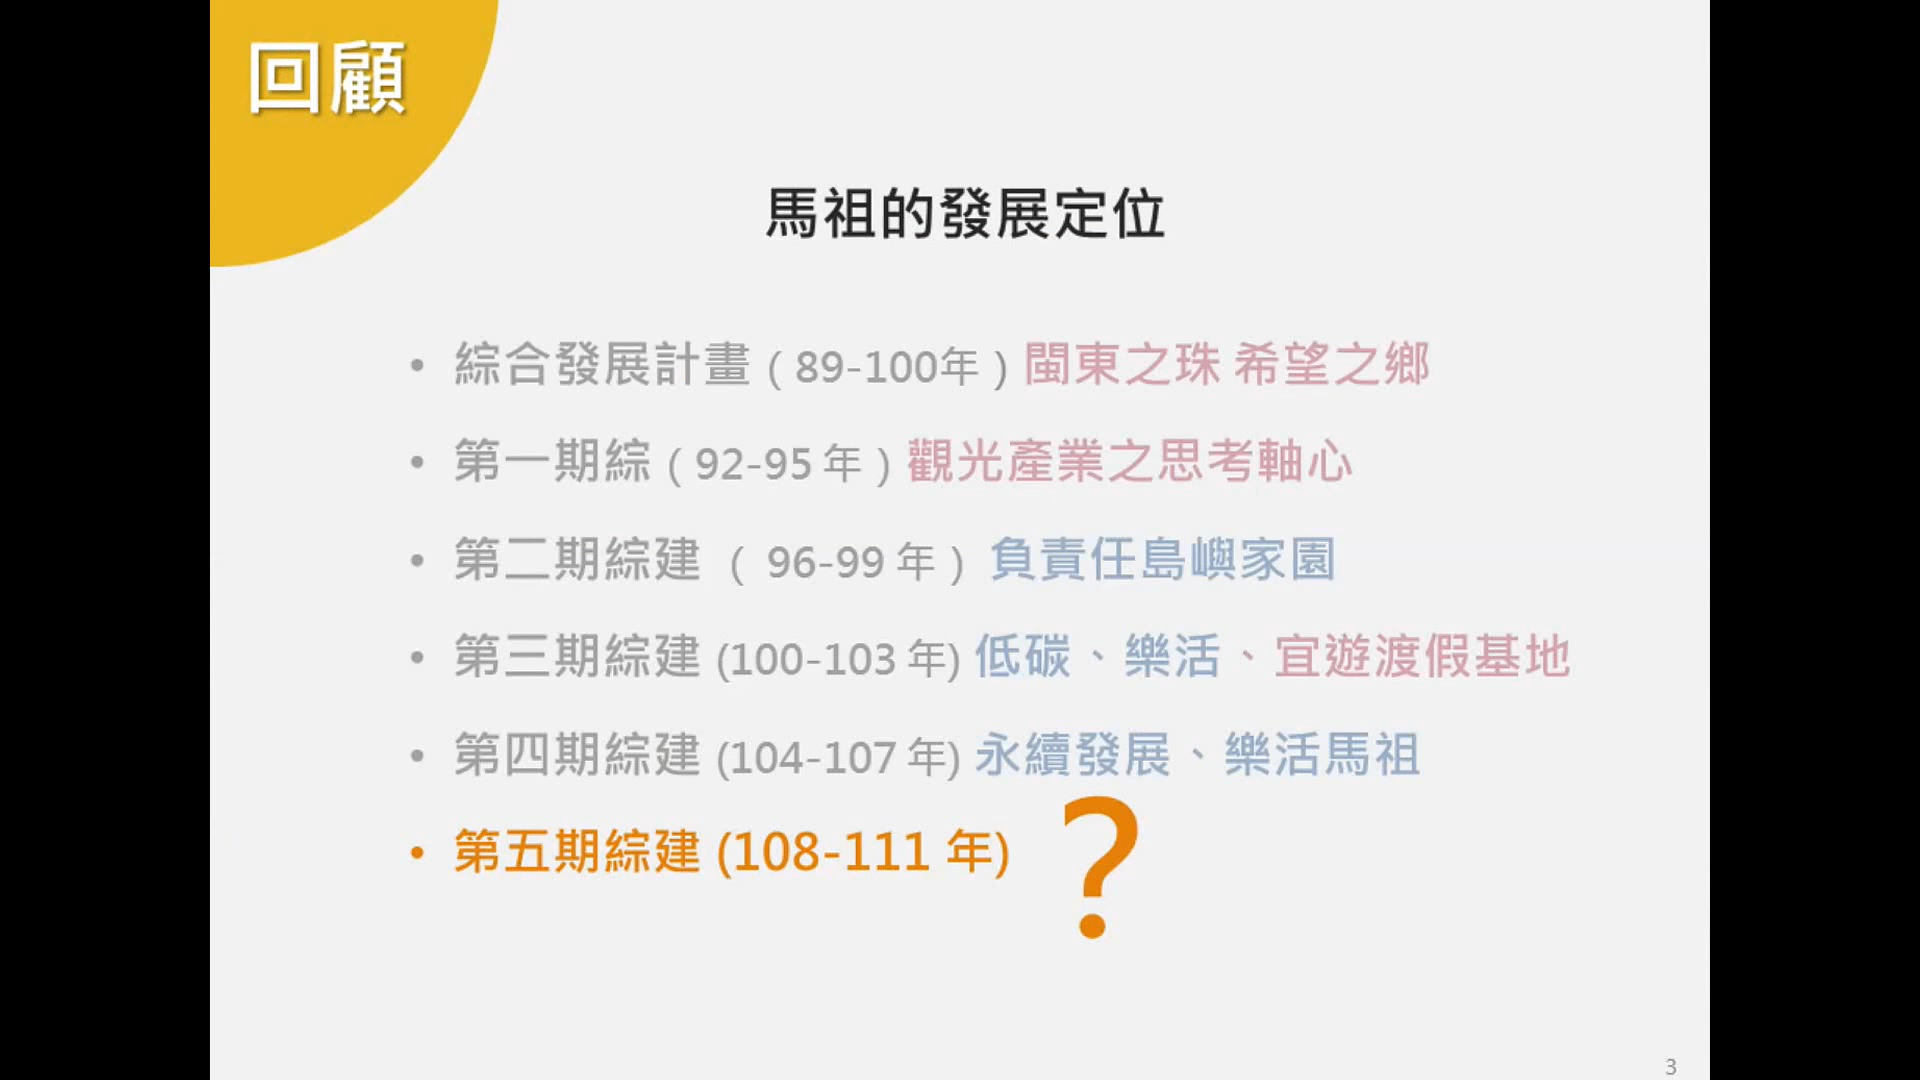 回顧
馬祖的發展定位
• 綜合發展計畫（89-100年）閩東之珠 希望之鄉
• 第一期綜（92-95 年）觀光產業之思考軸心
• 第二期綜建（ 96-99 年） 負責任島嶼家園
• 第三期綜建 (100-103 年) 低碳、樂活、宜遊渡假基地
• 第四期綜建 (104-107 年) 永續發展、樂活馬祖
• 第五期綜建 (108-111 年) ?
3